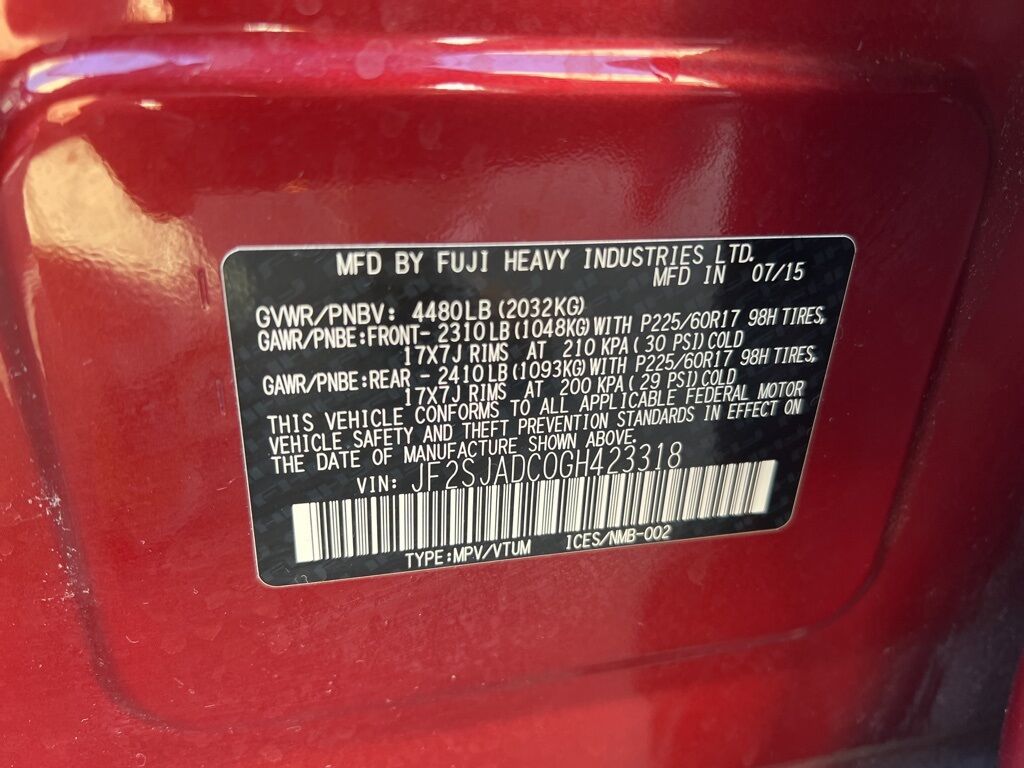 MFD BY FUJI HEAVY INDUSTRIES LTD.
MFD IN 07/15
GVWR/PNBV: 4480LB (2032KG)
GAWR/PNBE:FRONT- 2310LB (1048KG) WITH P225/60R17 98H TIRES,
17X7J RIMS AT 210 KPA (30 PSI) COLD
GAWR/PNBE:REAR - 2410LB (1093KG) WITH P225/60R17 98H TIRES,
17X7J RIMS AT 200 KPA (29 PSI) COLD
THIS VEHICLE CONFORMS TO ALL APPLICABLE FEDERAL MOTOR
VEHICLE SAFETY AND THEFT PREVENTION STANDARDS IN EFFECT ON
THE DATE OF MANUFACTURE SHOWN ABOVE.
VIN: JF2SJADC0GH423318
TYPE:MPV/VTUM ICES/NMB-002